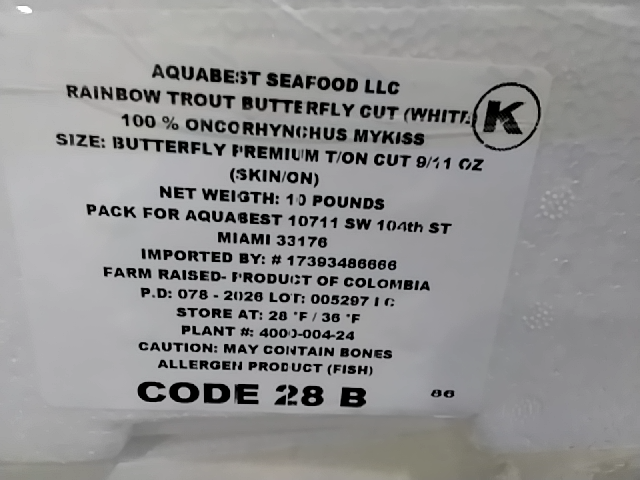 AQUABEST SEAFOOD LLC
RAINBOW TROUT BUTTERFLY CUT (WHITE)
K
100 % ONCORHYNCHUS MYKISS
SIZE: BUTTERFLY PREMIUM T/ON CUT 9/11 OZ
(SKIN/ON)
NET WEIGTH: 10 POUNDS
PACK FOR AQUABEST 10711 SW 104th ST
MIAMI 33176
IMPORTED BY: # 17393486666
FARM RAISED- PRODUCT OF COLOMBIA
P.D: 078 - 2026 LOT: 005297
STORE AT: 28 °F / 36 °F
PLANT #: 4000-004-24
CAUTION: MAY CONTAIN BONES
ALLERGEN PRODUCT (FISH)
CODE 28 B
86